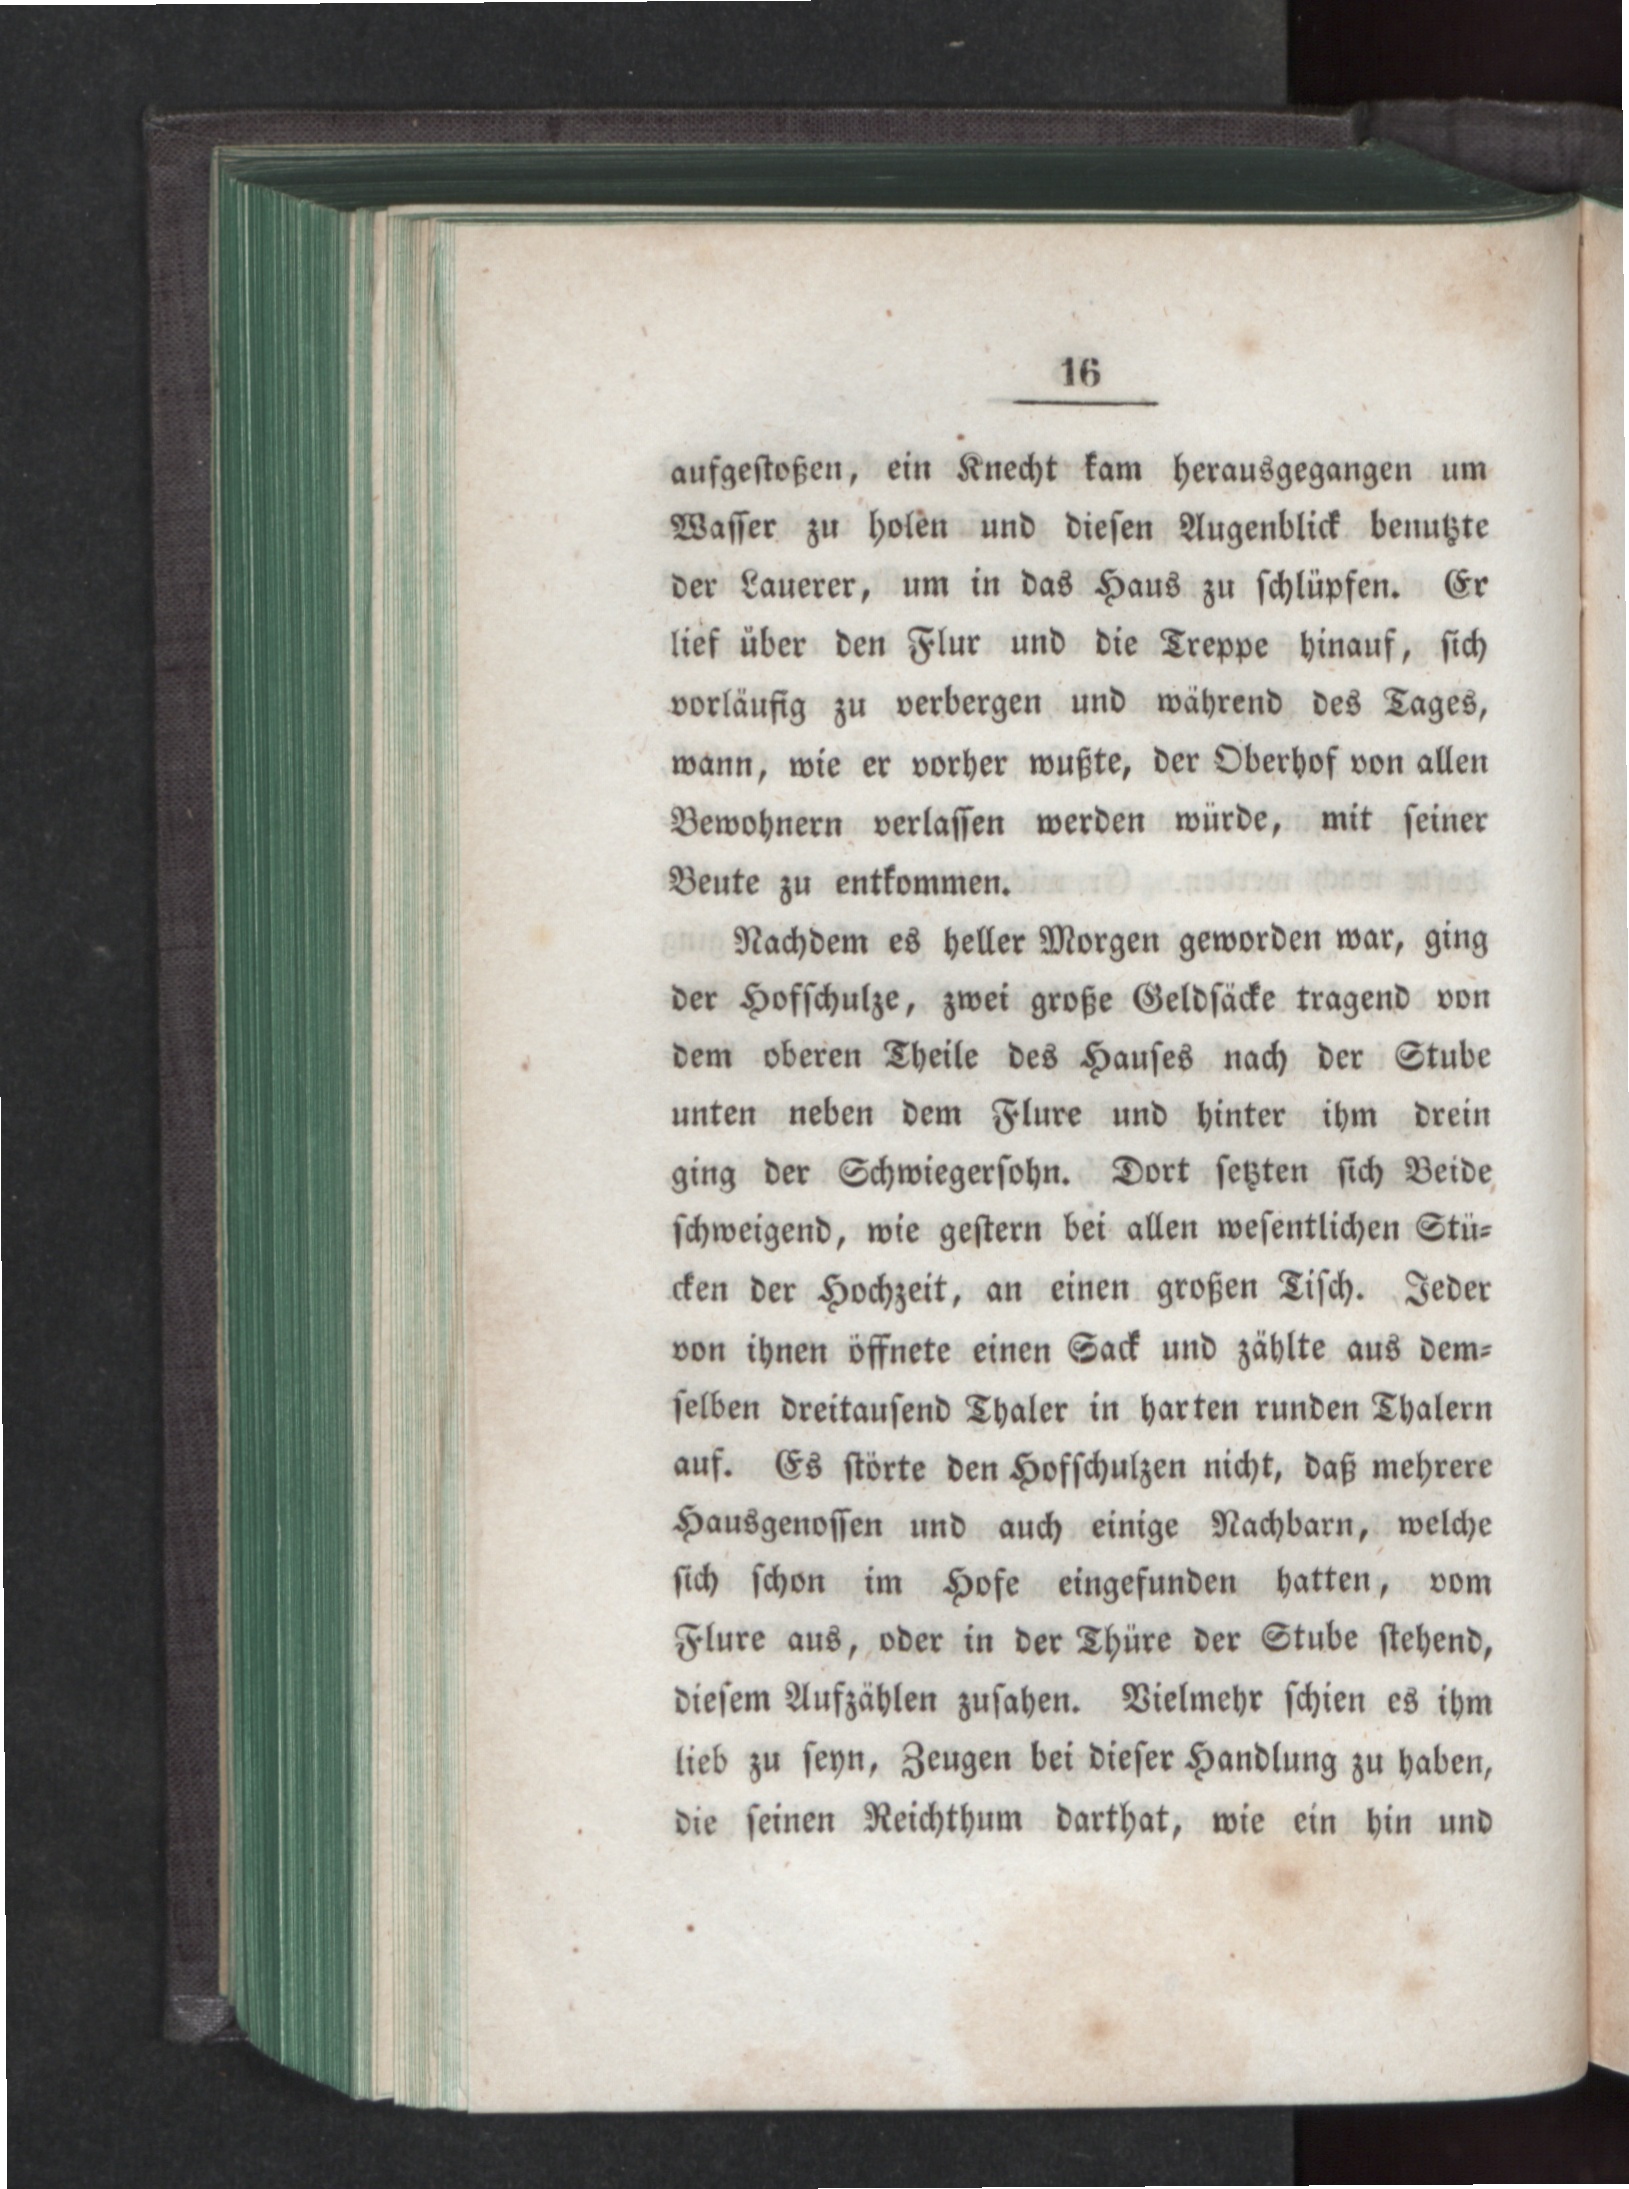 16
aufgestoßen, ein Knecht kam herausgegangen um
Wasser zu holen und diesen Augenblick benutzte
der Lauerer, um in das Haus zu schlüpfen. Er
lief über den Flur und die Treppe hinauf, sich
vorläufig zu verbergen und während des Tages,
wann, wie er vorher wußte, der Oberhof von allen
Bewohnern verlassen werden würde, mit seiner
Beute zu entkommen.
Nachdem es heller Morgen geworden war, ging
der Hofschulze, zwei große Geldsäcke tragend von
dem oberen Theile des Hauses nach der Stube
unten neben dem Flure und hinter ihm drein
ging der Schwiegersohn. Dort setzten sich Beide
schweigend, wie gestern bei allen wesentlichen Stü-
cken der Hochzeit, an einen großen Tisch. Jeder
von ihnen öffnete einen Sack und zählte aus dem-
selben dreitausend Thaler in harten runden Thalern
auf. Es störte den Hofschulzen nicht, daß mehrere
Hausgenossen und auch einige Nachbarn, welche
sich schon im Hofe eingefunden hatten, vom
Flure aus, oder in der Thüre der Stube stehend,
diesem Aufzählen zusahen. Vielmehr schien es ihm
lieb zu seyn, Zeugen bei dieser Handlung zu haben,
die seinen Reichthum darthat, wie ein hin und